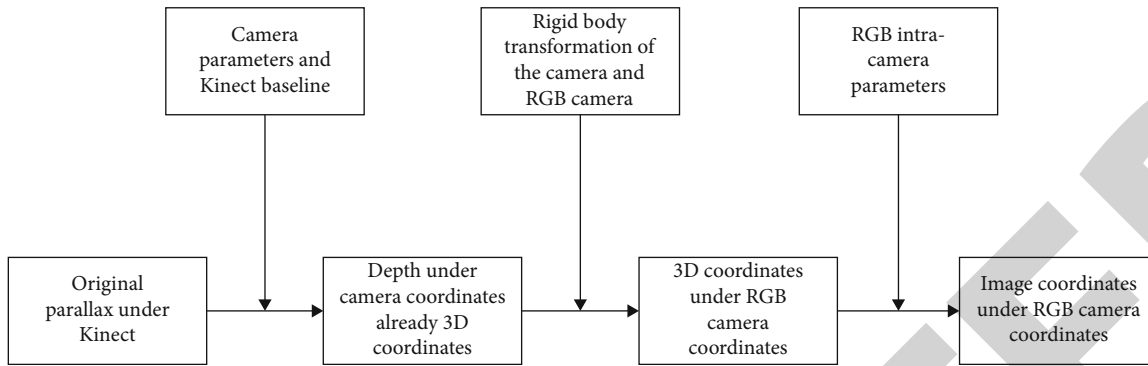 Camera
parameters and
Kinect baseline
Rigid body
transformation of
the camera and
RGB camera
RGB intra-
camera
parameters
Original
parallax under
Kinect
Depth under
camera coordinates
already 3D
coordinates
3D coordinates
under RGB
camera
coordinates
Image coordinates
under RGB camera
coordinates